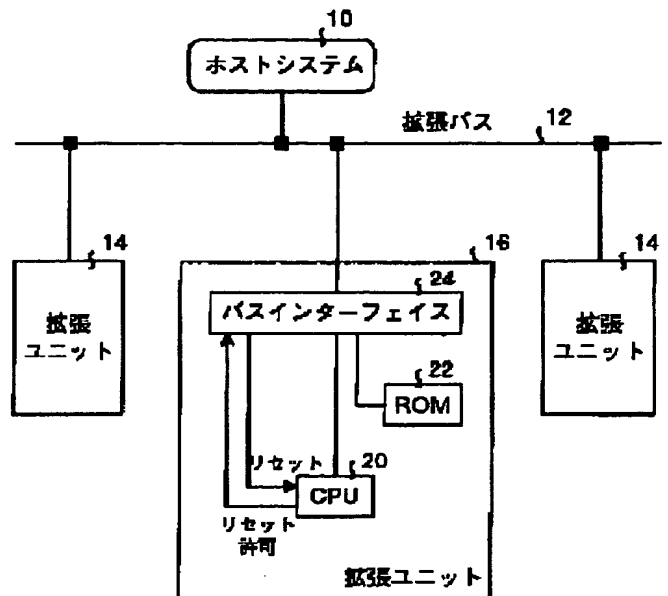 10
ホストシステム
拡張バス
12
14
拡張
ユニット
16
24
バスインターフェイス
22
ROM
リセット
20
CPU
リセット
許可
拡張ユニット
14
拡張
ユニット